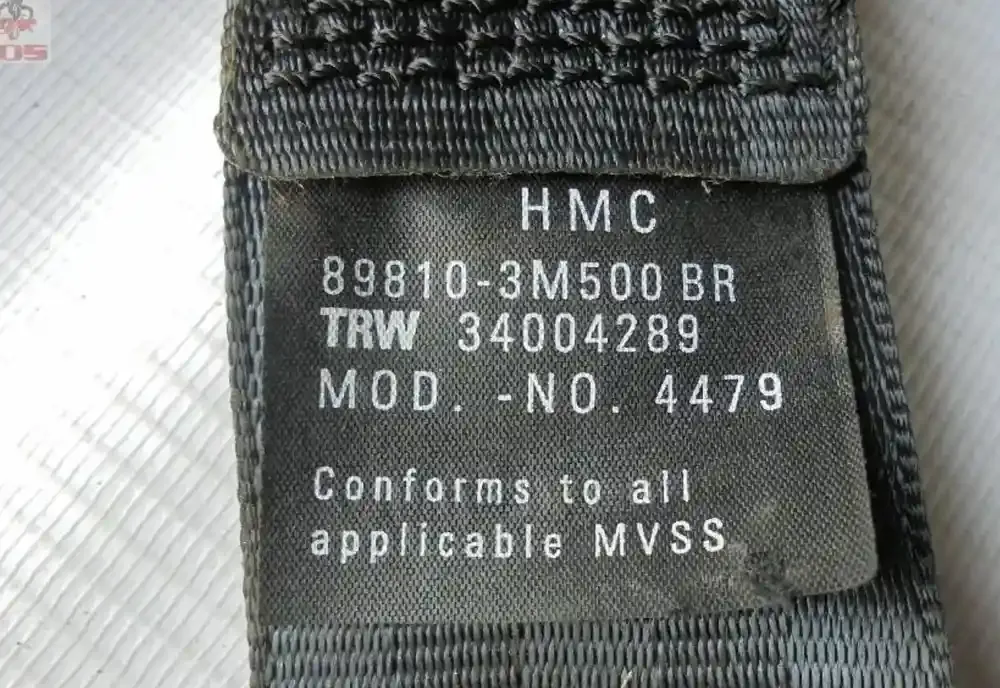 HMC
89810-3M500 BR
TRW 34004289
MOD. -NO. 4479
Conforms to all
applicable MVSS